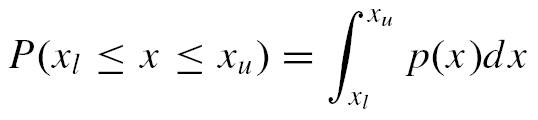 P(x_l ≤ x ≤ x_u) = ∫_{x_l}^{x_u} p(x)dx